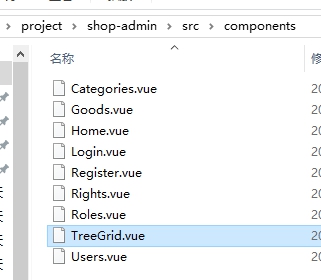 project > shop-admin > src > components
名称
Categories.vue
Goods.vue
Home.vue
Login.vue
Register.vue
Rights.vue
Roles.vue
TreeGrid.vue
Users.vue